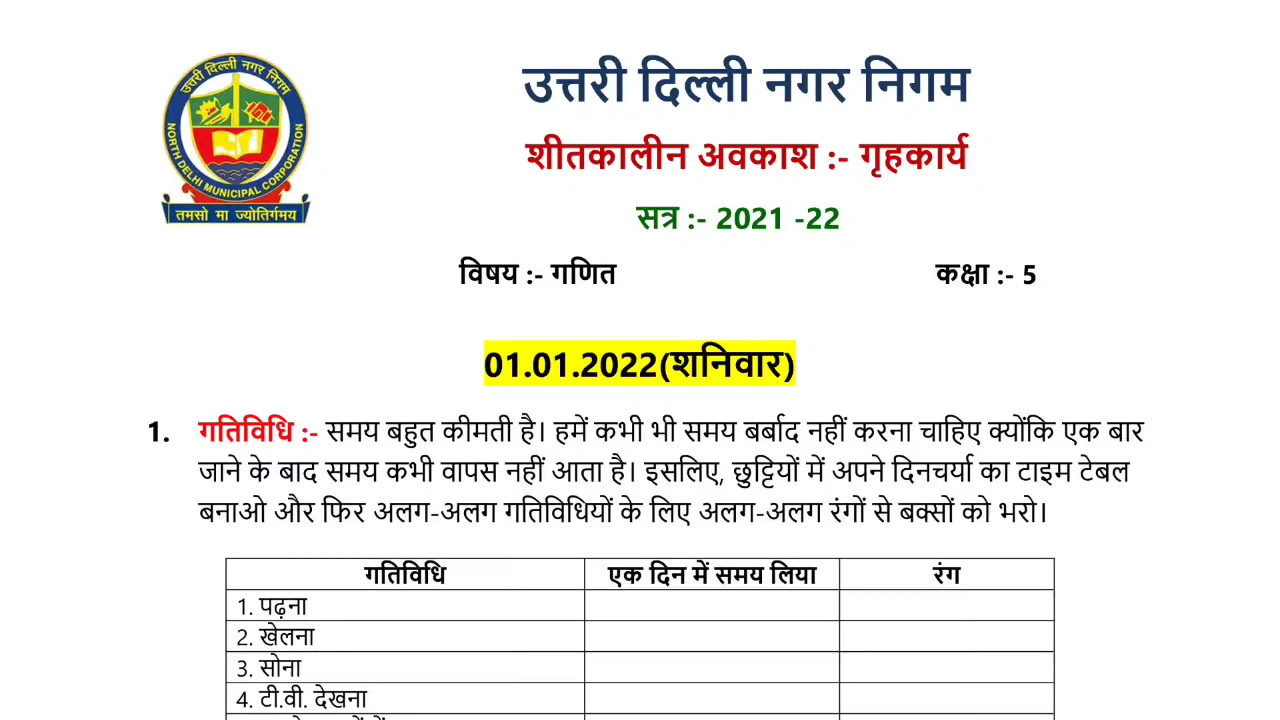 उत्तरी दिल्ली नगर निगम
NORTH DELHI MUNICIPAL CORPORATION
तमसो मा ज्योतिर्गमय
उत्तरी दिल्ली नगर निगम
शीतकालीन अवकाश :- गृहकार्य
सत्र :- 2021 -22
विषय :- गणित कक्षा :- 5
01.01.2022(शनिवार)
1. गतिविधि :- समय बहुत कीमती है। हमें कभी भी समय बर्बाद नहीं करना चाहिए क्योंकि एक बार
जाने के बाद समय कभी वापस नहीं आता है। इसलिए, छुट्टियों में अपने दिनचर्या का टाइम टेबल
बनाओ और फिर अलग-अलग गतिविधियों के लिए अलग-अलग रंगों से बक्सों को भरो।
गतिविधि एक दिन में समय लिया रंग
1. पढ़ना
2. खेलना
3. सोना
4. टी.वी. देखना